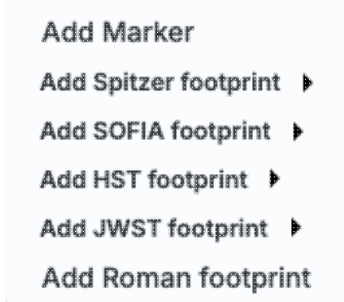 Add Marker
Add Spitzer footprint
Add SOFIA footprint
Add HST footprint
Add JWST footprint
Add Roman footprint